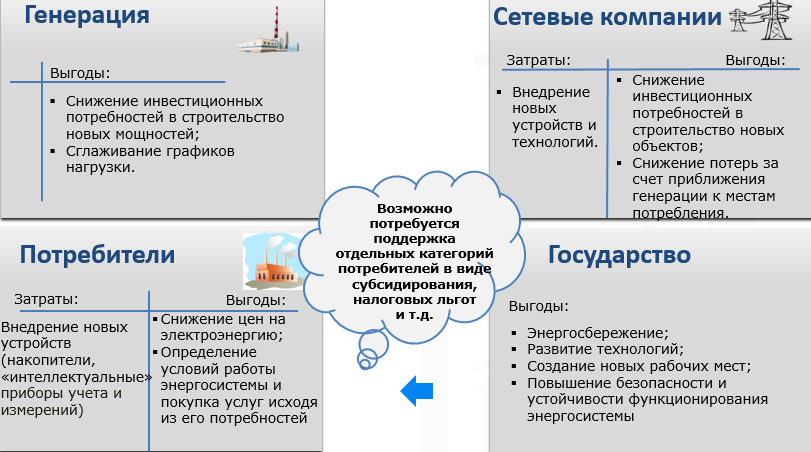 Генерация
Выгоды:
▪ Снижение инвестиционных
потребностей в строительство
новых мощностей;
▪ Сглаживание графиков
нагрузки.
Сетевые компании
Затраты:
▪ Внедрение
новых
устройств и
технологий.
Выгоды:
▪ Снижение
инвестиционных
потребностей в
строительство новых
объектов;
▪ Снижение потерь за
счет приближения
генерации к местам
потребления.
Возможно
потребуется
поддержка
отдельных категорий
потребителей в виде
субсидирования,
налоговых льгот
и т.д.
Потребители
Затраты:
Внедрение новых
устройств
(накопители,
«интеллектуальные»
приборы учета и
измерений)
Выгоды:
▪ Снижение цен на
электроэнергию;
▪ Определение
условий работы
энергосистемы и
покупка услуг исходя
из его потребностей
Государство
Выгоды:
▪ Энергосбережение;
▪ Развитие технологий;
▪ Создание новых рабочих мест;
▪ Повышение безопасности и
устойчивости функционирования
энергосистемы